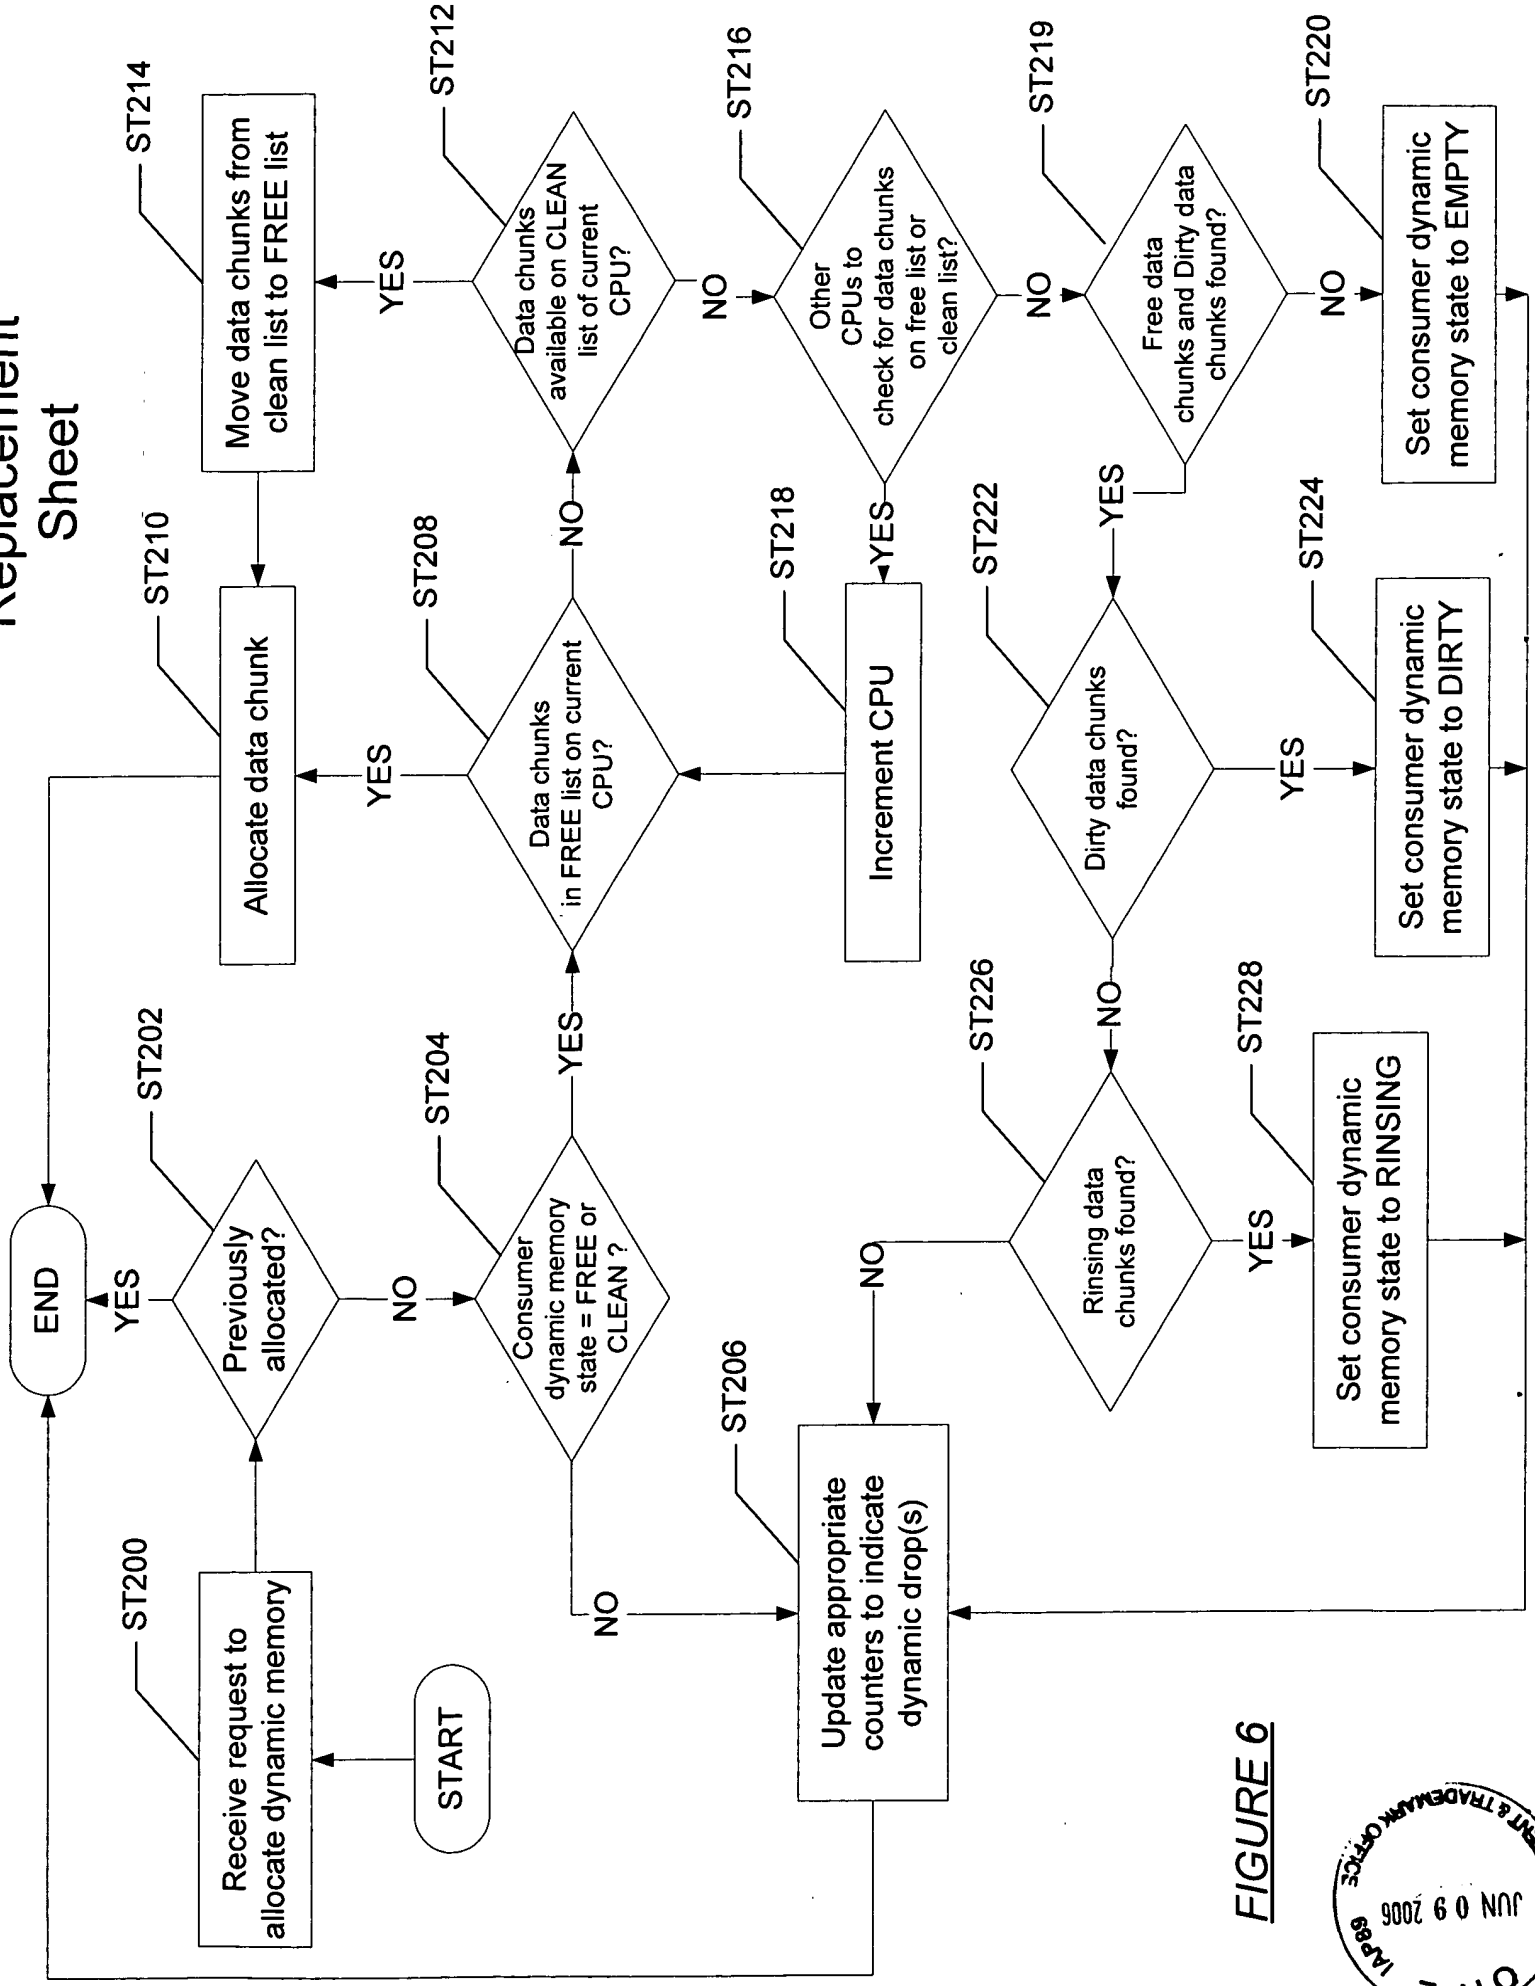 Replacement
Sheet
END
ST200
Receive request to
allocate dynamic memory
START
ST202
Previously
allocated?
YES
NO
ST204
Consumer
dynamic memory
state = FREE or
CLEAN ?
YES
NO
ST206
Update appropriate
counters to indicate
dynamic drop(s)
ST210
Allocate data chunk
YES
ST208
Data chunks
in FREE list on current
CPU?
NO
ST214
Move data chunks from
clean list to FREE list
YES
ST212
Data chunks
available on CLEAN
list of current
CPU?
NO
ST216
Other
CPUs to
check for data chunks
on free list or
clean list?
YES
ST218
Increment CPU
NO
ST219
Free data
chunks and Dirty data
chunks found?
YES
NO
ST220
Set consumer dynamic
memory state to EMPTY
ST222
Dirty data chunks
found?
YES
NO
ST224
Set consumer dynamic
memory state to DIRTY
ST226
Rinsing data
chunks found?
NO
YES
ST228
Set consumer dynamic
memory state to RINSING
FIGURE 6
IAP89
JUN 09 2006
& TRADEMARK OFFICE